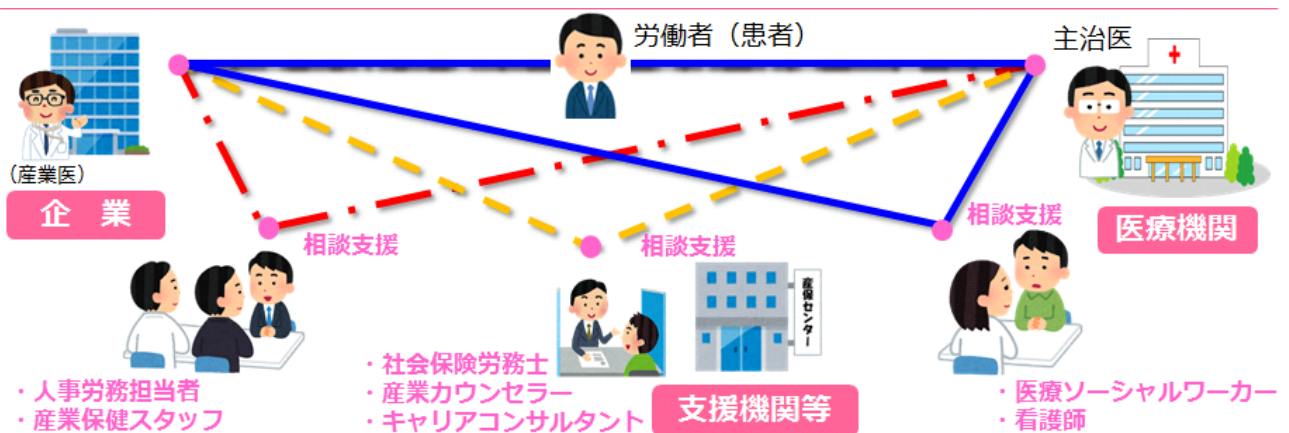 労働者（患者）
主治医
（産業医）
企　業
相談支援
相談支援
相談支援
医療機関
産保センター
・人事労務担当者
・産業保健スタッフ
・社会保険労務士
・産業カウンセラー
・キャリアコンサルタント
支援機関等
・医療ソーシャルワーカー
・看護師